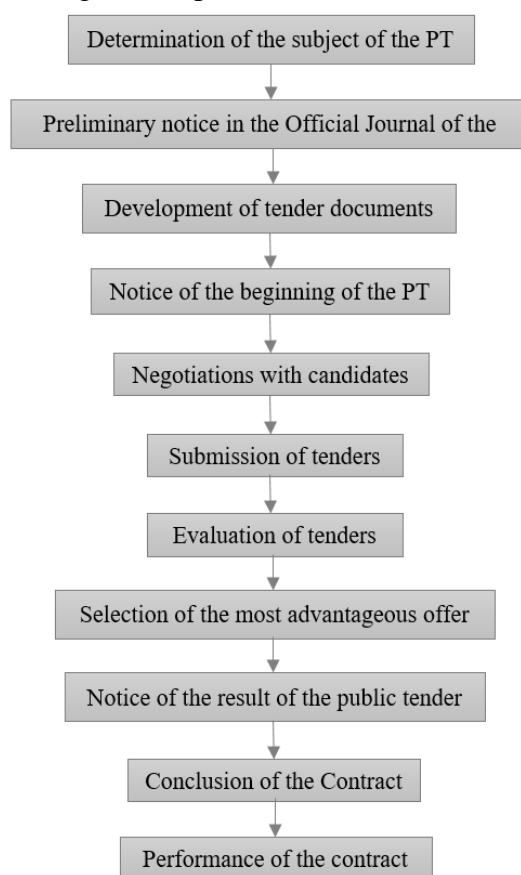 Determination of the subject of the PT
Preliminary notice in the Official Journal of the
Development of tender documents
Notice of the beginning of the PT
Negotiations with candidates
Submission of tenders
Evaluation of tenders
Selection of the most advantageous offer
Notice of the result of the public tender
Conclusion of the Contract
Performance of the contract